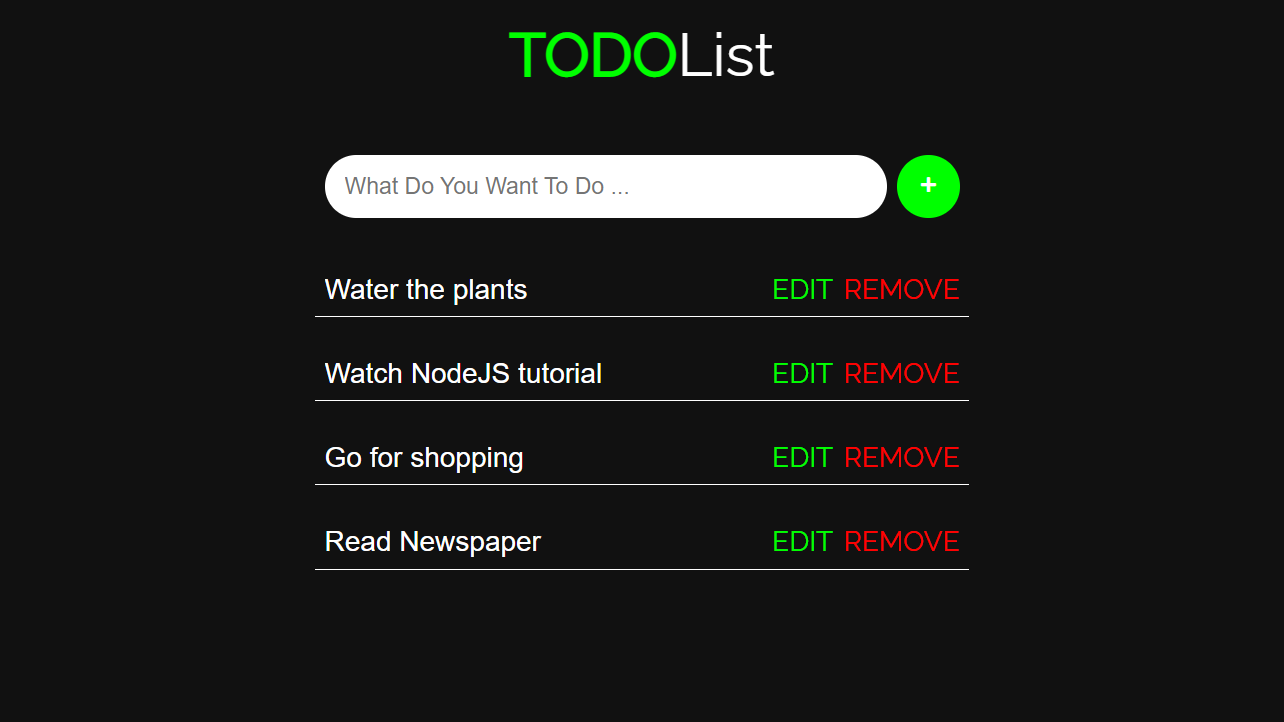 TODOList
What Do You Want To Do ...
+
Water the plants EDIT REMOVE
Watch NodeJS tutorial EDIT REMOVE
Go for shopping EDIT REMOVE
Read Newspaper EDIT REMOVE